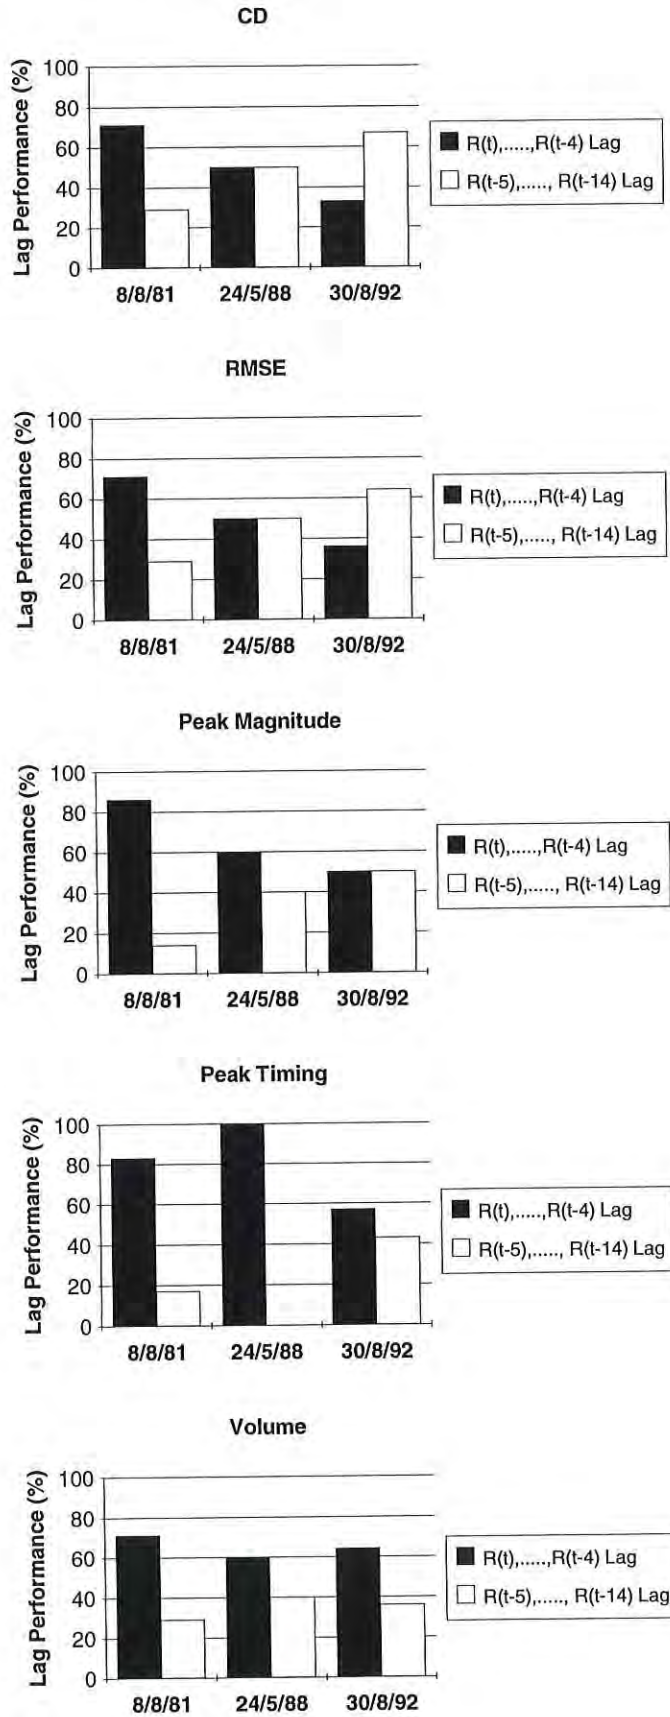 CD
Lag Performance (%)
100
80
60
40
20
0
8/8/81 24/5/88 30/8/92
R(t),.....,R(t-4) Lag
R(t-5),....., R(t-14) Lag
RMSE
Lag Performance (%)
100
80
60
40
20
0
8/8/81 24/5/88 30/8/92
R(t),.....,R(t-4) Lag
R(t-5),....., R(t-14) Lag
Peak Magnitude
Lag Performance (%)
100
80
60
40
20
0
8/8/81 24/5/88 30/8/92
R(t),.....,R(t-4) Lag
R(t-5),....., R(t-14) Lag
Peak Timing
Lag Performance (%)
100
80
60
40
20
0
8/8/81 24/5/88 30/8/92
R(t),.....,R(t-4) Lag
R(t-5),....., R(t-14) Lag
Volume
Lag Performance (%)
100
80
60
40
20
0
8/8/81 24/5/88 30/8/92
R(t),.....,R(t-4) Lag
R(t-5),....., R(t-14) Lag